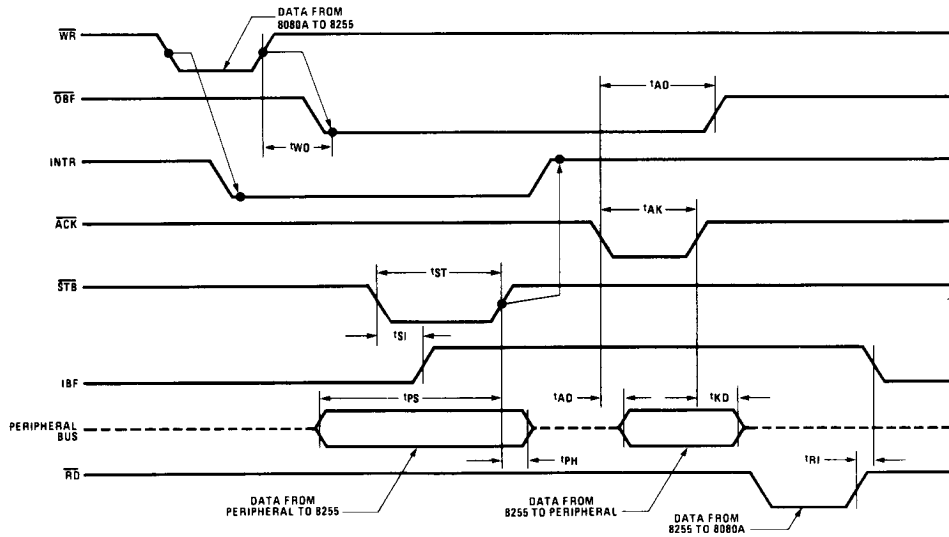 DATA FROM
8080A TO 8255
WR
tAO
OBF
tWO
INTR
tAK
ACK
tST
STB
tSI
IBF
tPS
tAD
tKD
PERIPHERAL
BUS
tPH
tRI
RD
DATA FROM
PERIPHERAL TO 8255
DATA FROM
8255 TO PERIPHERAL
DATA FROM
8255 TO 8080A